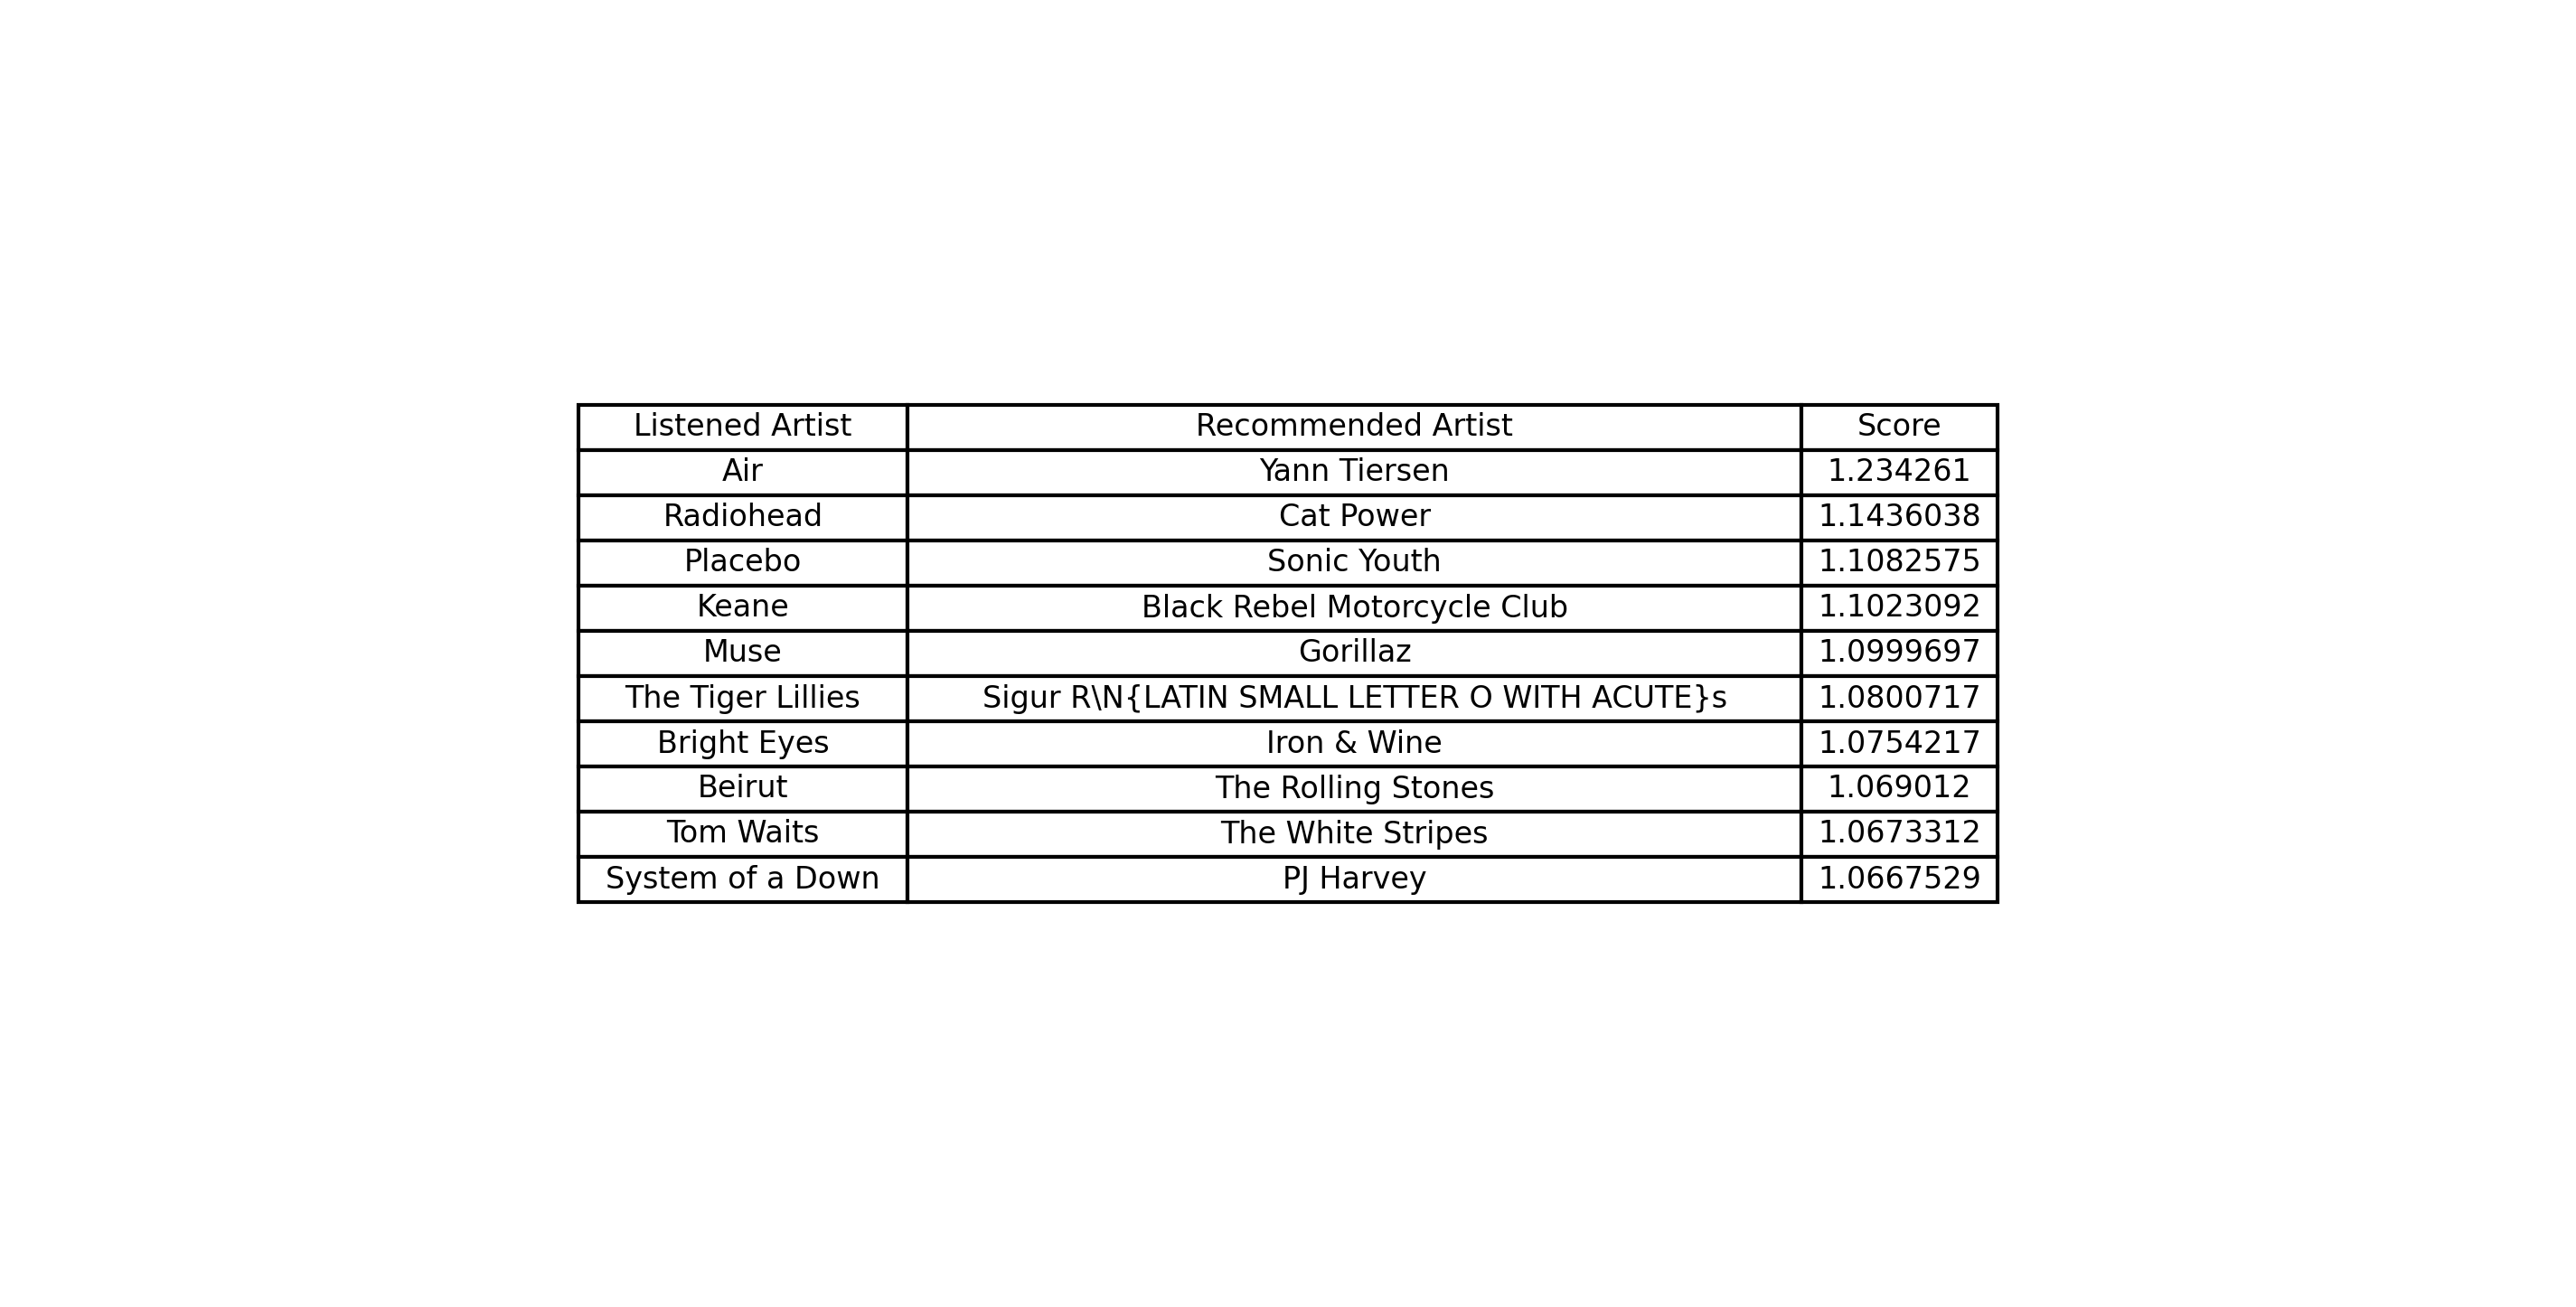 Listened Artist Recommended Artist Score
Air Yann Tiersen 1.234261
Radiohead Cat Power 1.1436038
Placebo Sonic Youth 1.1082575
Keane Black Rebel Motorcycle Club 1.1023092
Muse Gorillaz 1.0999697
The Tiger Lillies Sigur R\N{LATIN SMALL LETTER O WITH ACUTE}s 1.0800717
Bright Eyes Iron & Wine 1.0754217
Beirut The Rolling Stones 1.069012
Tom Waits The White Stripes 1.0673312
System of a Down PJ Harvey 1.0667529